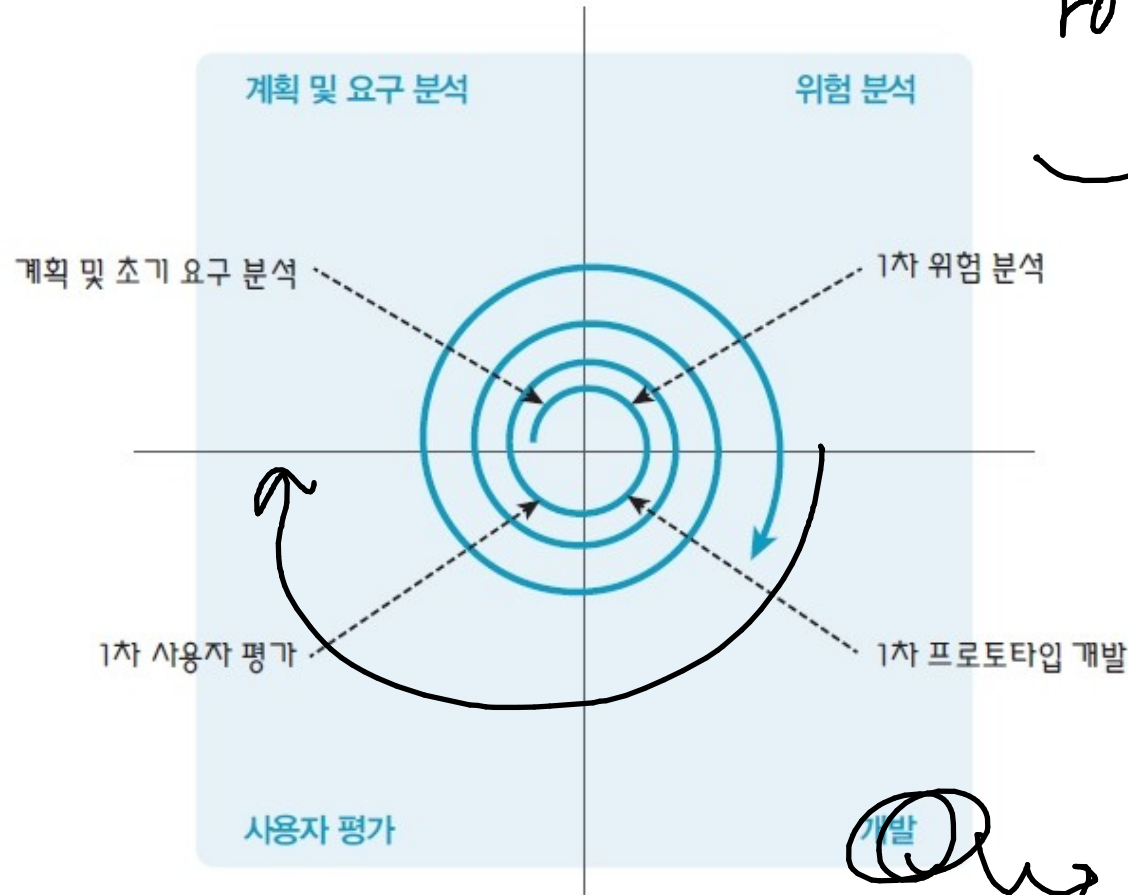 계획 및 요구 분석
위험 분석
계획 및 초기 요구 분석
1차 위험 분석
1차 사용자 평가
1차 프로토타입 개발
사용자 평가
개발